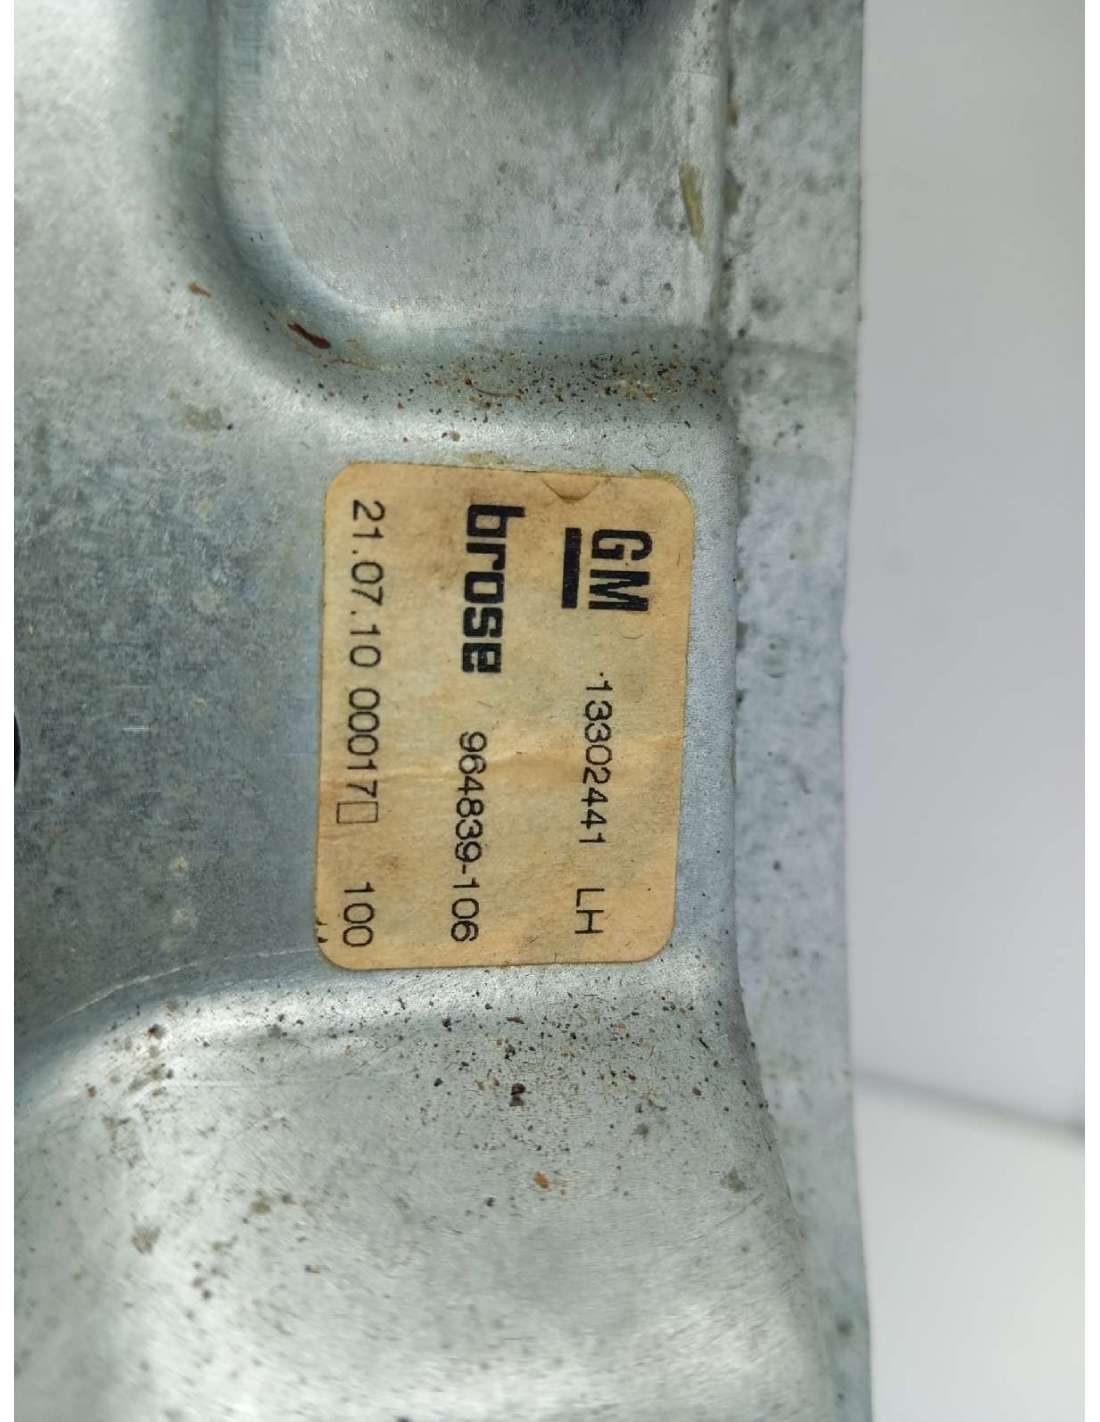 GM 13302441 LH
brose 964839-106
21.07.10 00017□ 100